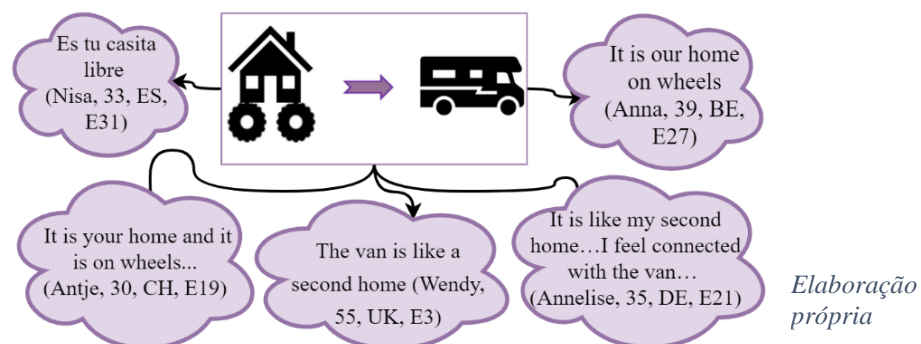 Es tu casita
libre
(Nisa, 33, ES,
E31)
It is our home
on wheels
(Anna, 39, BE,
E27)
It is your home and it
is on wheels...
(Antje, 30, CH, E19)
The van is like a
second home (Wendy,
55, UK, E3)
It is like my second
home…I feel connected
with the van…
(Annelise, 35, DE, E21)
Elaboração
própria